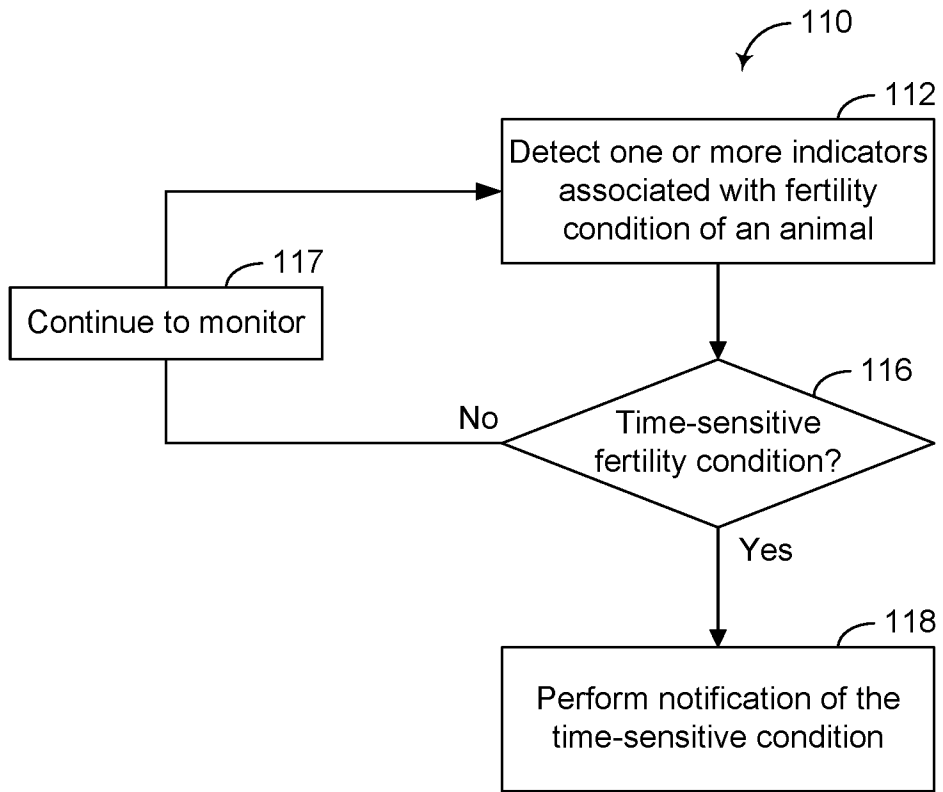 110
112
Detect one or more indicators
associated with fertility
condition of an animal
117
Continue to monitor
116
Time-sensitive
fertility condition?
No
Yes
118
Perform notification of the
time-sensitive condition